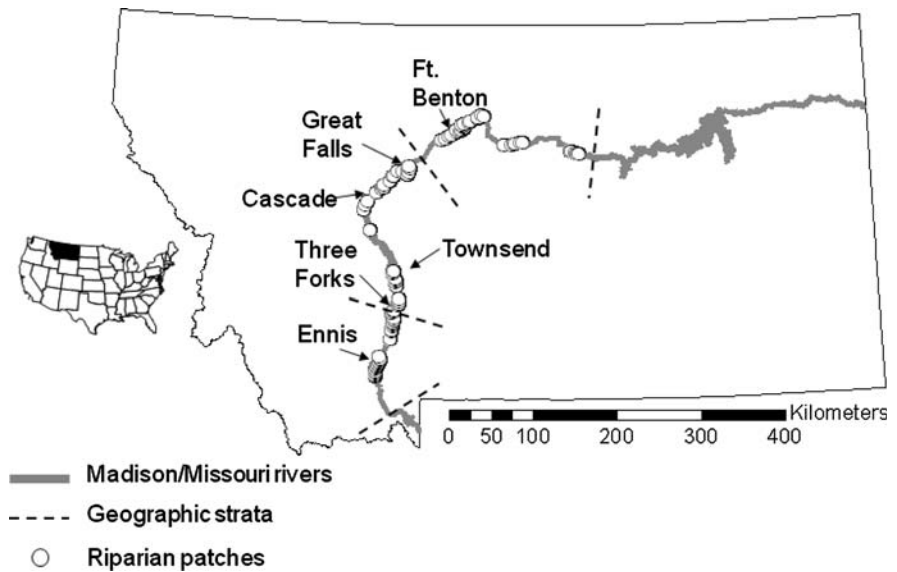 Ft.
Benton
Great
Falls
Cascade
Three
Forks
Townsend
Ennis
Kilometers
0 50 100 200 300 400
Madison/Missouri rivers
Geographic strata
Riparian patches